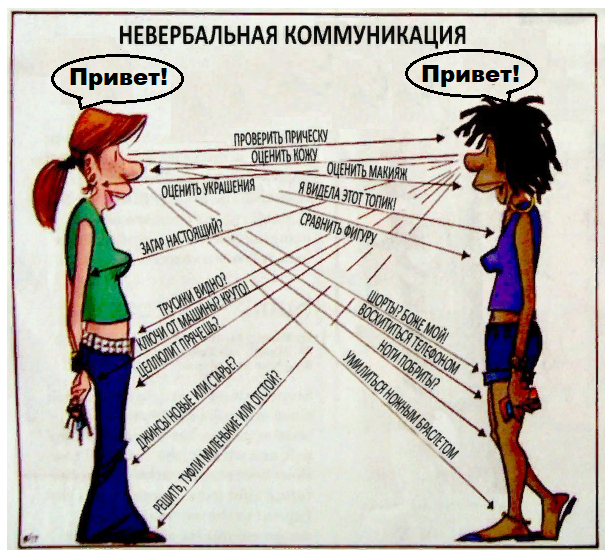 НЕВЕРБАЛЬНАЯ КОММУНИКАЦИЯ
Привет!
Привет!
ПРОВЕРИТЬ ПРИЧЕСКУ
ОЦЕНИТЬ КОЖУ
ОЦЕНИТЬ МАКИЯЖ
ОЦЕНИТЬ УКРАШЕНИЯ
Я ВИДЕЛА ЭТОТ ТОПИК!
ЗАГАР НАСТОЯЩИЙ?
СРАВНИТЬ ФИГУРУ
ТРУСИКИ ВИДНО?
КЛЮЧИ ОТ МАШИНЫ? КРУТО!
ЦЕЛЛЮЛИТ ПРЯЧЕШЬ?
ДЖИНСЫ НОВЫЕ ИЛИ СТАРЬЕ?
РЕШИТЬ, ТУФЛИ МИЛЕНЬКИЕ ИЛИ ОТСТОЙ?
ШОРТЫ? БОЖЕ МОЙ!
ВОСХИТИТЬСЯ ТЕЛЕФОНОМ
НОГИ ПОБРИТЫ?
УМИЛИТЬСЯ НОЖНЫМ БРАСЛЕТОМ